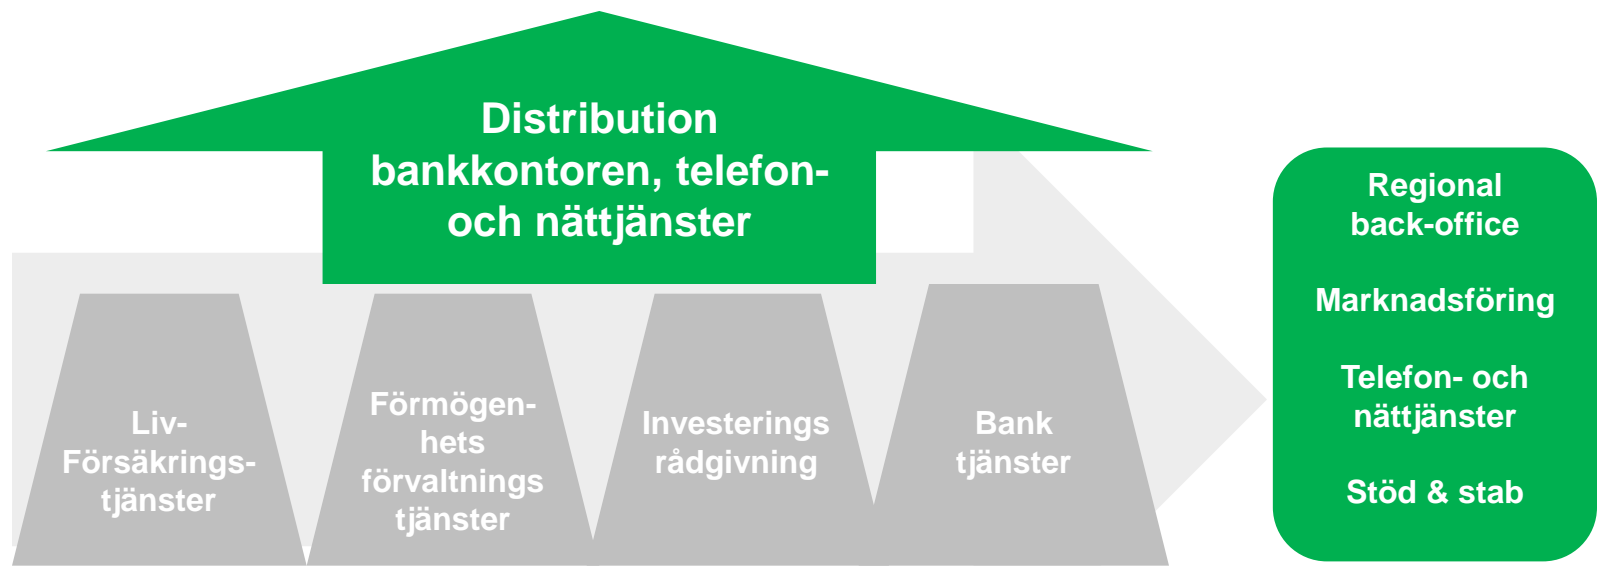 Distribution
bankkontoren, telefon-
och nättjänster
Liv-
Försäkrings-
tjänster
Förmögen-
hets
förvaltnings
tjänster
Investerings
rådgivning
Bank
tjänster
Regional
back-office
Marknadsföring
Telefon- och
nättjänster
Stöd & stab